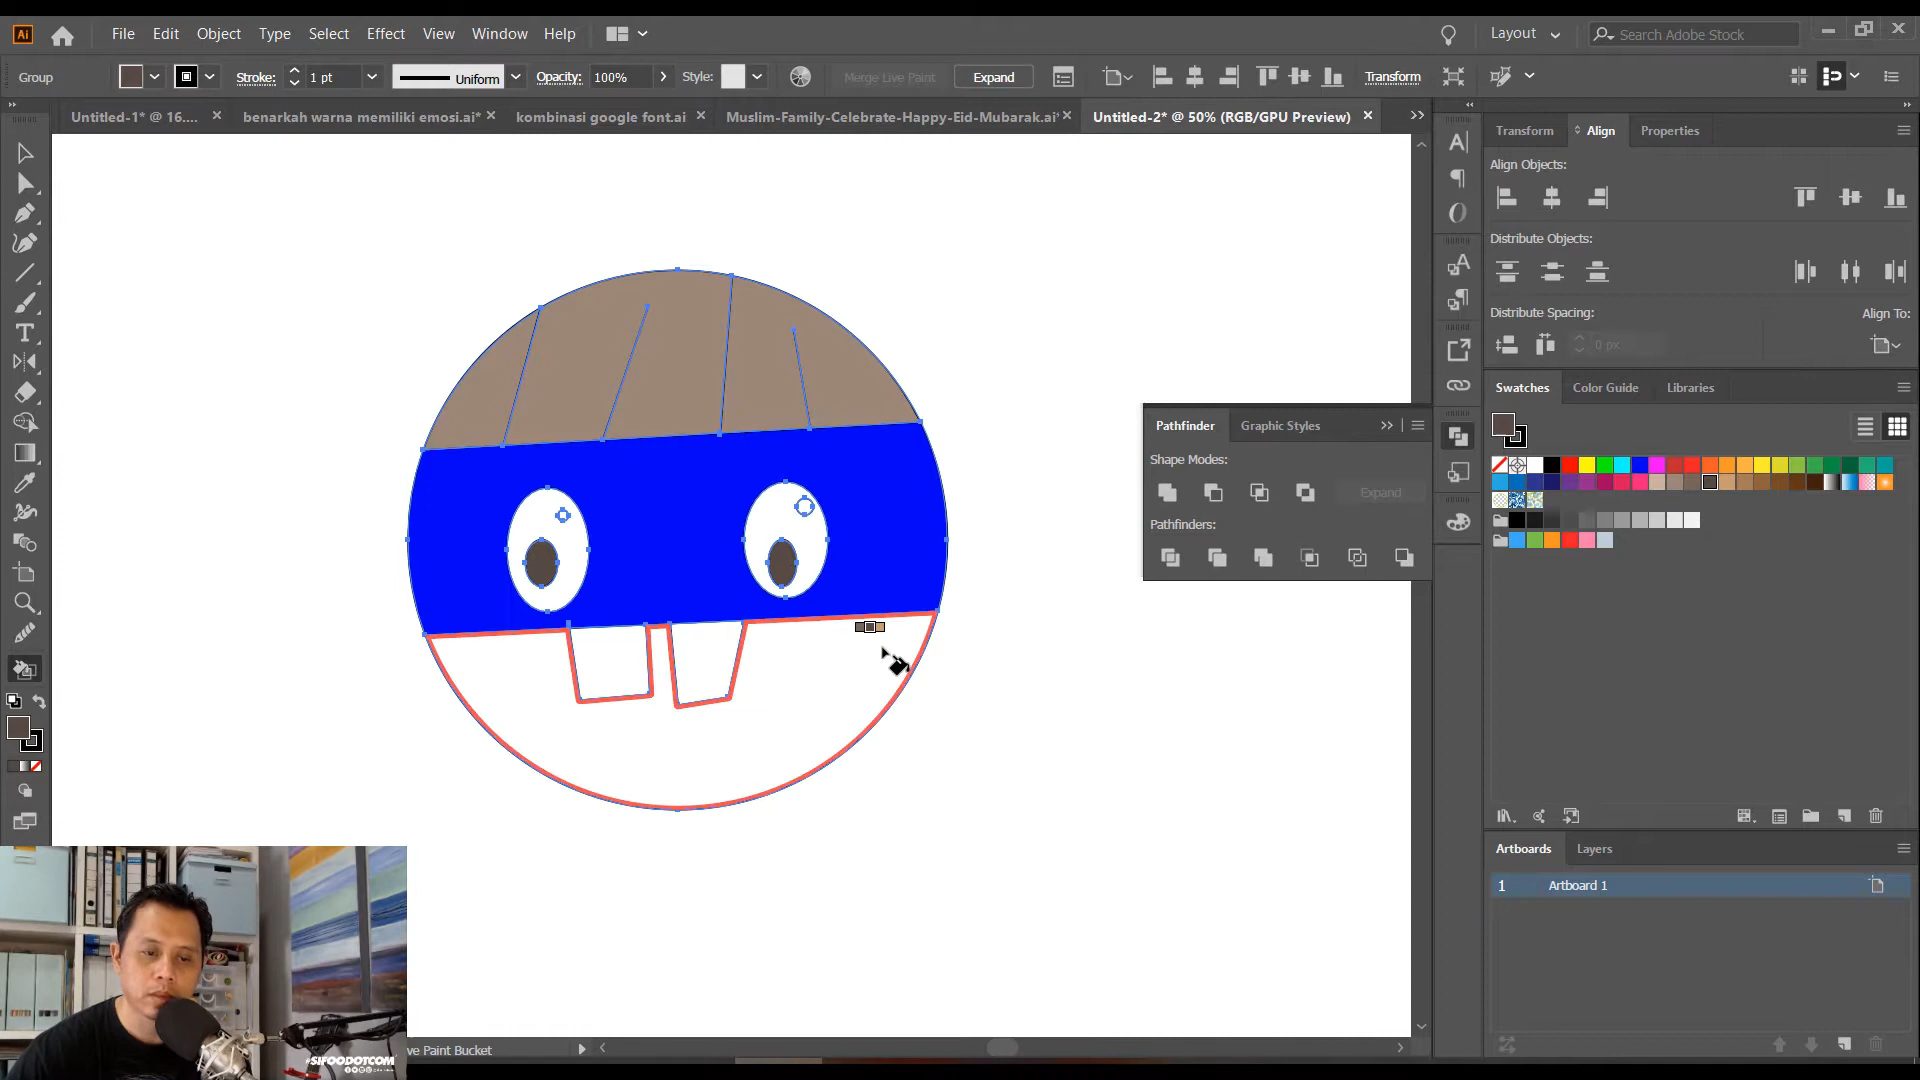 Ai File Edit Object Type Select Effect View Window Help Layout Search Adobe Stock
Group Stroke: 1 pt Uniform Opacity: 100% Style: Merge Live Paint Expand Transform
Untitled-1* @ 16.... benarkah warna memiliki emosi.ai* kombinasi google font.ai Muslim-Family-Celebrate-Happy-Eid-Mubarak.ai* Untitled-2* @ 50% (RGB/GPU Preview)
Transform Align Properties
Align Objects:
Distribute Objects:
Distribute Spacing: Align To:
0 px
Swatches Color Guide Libraries
Pathfinder Graphic Styles
Shape Modes:
Expand
Pathfinders:
Artboards Layers
1 Artboard 1
ve Paint Bucket
#SIFOODOTCOM